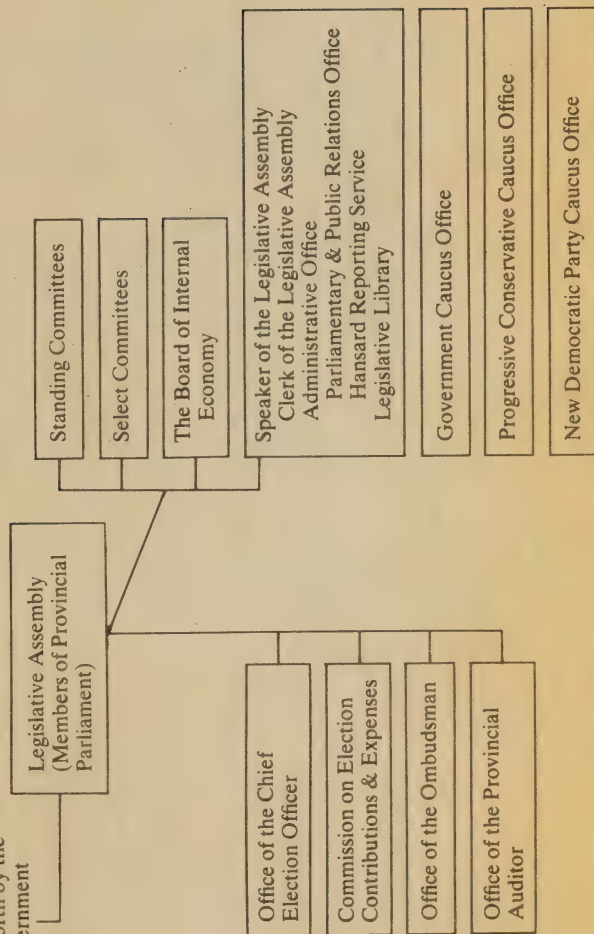 orth by the
ernment
Legislative Assembly
(Members of Provincial
Parliament)
Office of the Chief
Election Officer
Commission on Election
Contributions & Expenses
Office of the Ombudsman
Office of the Provincial
Auditor
Standing Committees
Select Committees
The Board of Internal
Economy
Speaker of the Legislative Assembly
Clerk of the Legislative Assembly
Administrative Office
Parliamentary & Public Relations Office
Hansard Reporting Service
Legislative Library
Government Caucus Office
Progressive Conservative Caucus Office
New Democratic Party Caucus Office